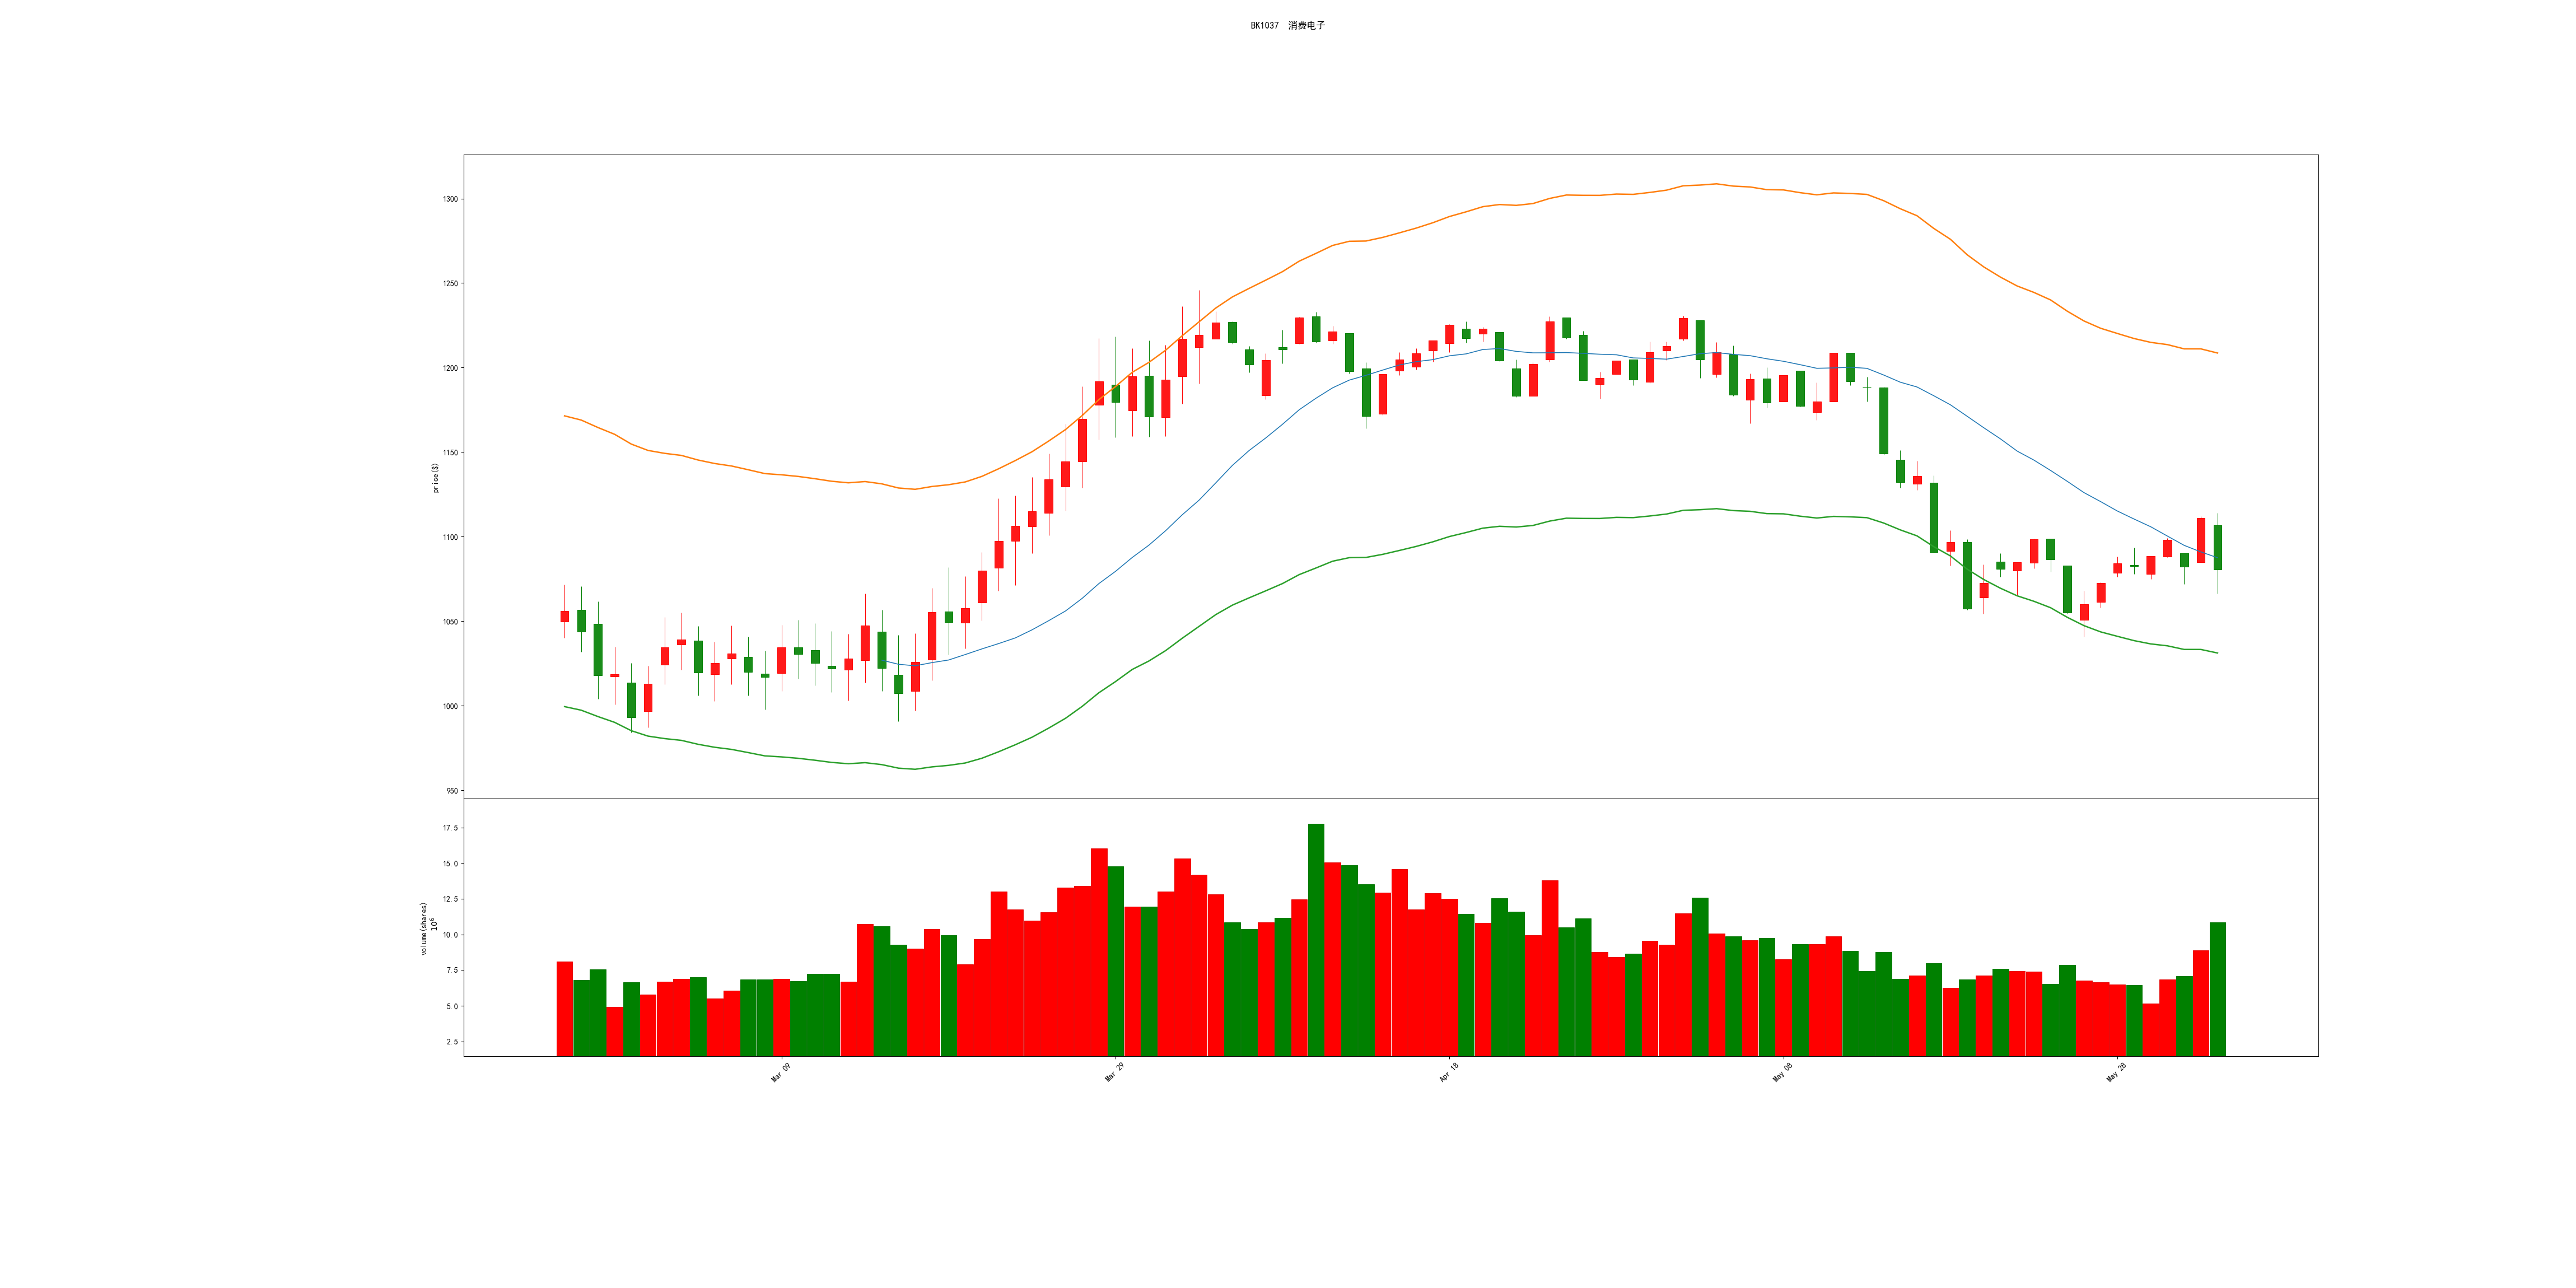 BK1037 消费电子
1300
1250
1200
1150
1100
1050
1000
950
price($)
17.5
15.0
12.5
10.0
7.5
5.0
2.5
volume(shares)
10^6
Mar 09
Mar 29
Apr 18
May 08
May 28